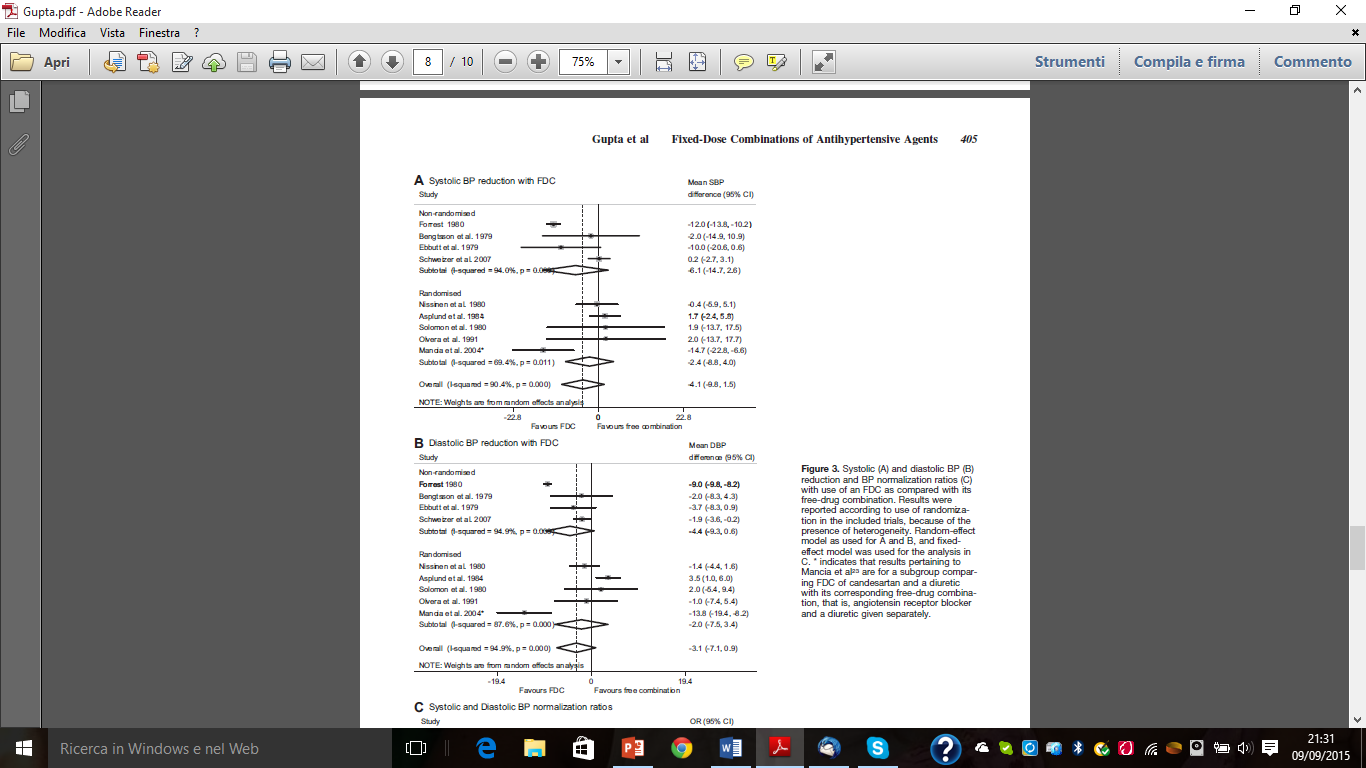 Gupta.pdf - Adobe Reader
File Modifica Vista Finestra ?
Apri 8 / 10 75% Strumenti Compila e firma Commento
Gupta et al Fixed-Dose Combinations of Antihypertensive Agents 405
A Systolic BP reduction with FDC
Mean SBP
Study difference (95% CI)
Non-randomised
Forrest 1980 -12.0 (-13.8, -10.2)
Bengtsson et al. 1979 -2.0 (-14.9, 10.9)
Ebbutt et al. 1979 -10.0 (-20.6, 0.6)
Schweizer et al. 2007 0.2 (-2.7, 3.1)
Subtotal (I-squared = 94.0%, p = 0.000) -6.1 (-14.7, 2.6)
Randomised
Nissinen et al. 1980 -0.4 (-5.9, 5.1)
Asplund et al. 1984 1.7 (-2.4, 5.8)
Solomon et al. 1980 1.9 (-13.7, 17.5)
Olvera et al. 1991 2.0 (-13.7, 17.7)
Mancia et al. 2004* -14.7 (-22.8, -6.6)
Subtotal (I-squared = 69.4%, p = 0.011) -2.4 (-8.8, 4.0)
Overall (I-squared = 90.4%, p = 0.000) -4.1 (-9.8, 1.5)
NOTE: Weights are from random effects analysis
-22.8 0 22.8
Favours FDC Favours free combination
B Diastolic BP reduction with FDC
Mean DBP
Study difference (95% CI)
Non-randomised
Forrest 1980 -9.0 (-9.8, -8.2)
Bengtsson et al. 1979 -2.0 (-8.3, 4.3)
Ebbutt et al. 1979 -3.7 (-8.3, 0.9)
Schweizer et al. 2007 -1.9 (-3.6, -0.2)
Subtotal (I-squared = 94.9%, p = 0.000) -4.4 (-9.3, 0.6)
Randomised
Nissinen et al. 1980 -1.4 (-4.4, 1.6)
Asplund et al. 1984 3.5 (1.0, 6.0)
Solomon et al. 1980 2.0 (-5.4, 9.4)
Olvera et al. 1991 -1.0 (-7.4, 5.4)
Mancia et al. 2004* -13.8 (-19.4, -8.2)
Subtotal (I-squared = 87.6%, p = 0.000) -2.0 (-7.5, 3.4)
Overall (I-squared = 94.9%, p = 0.000) -3.1 (-7.1, 0.9)
NOTE: Weights are from random effects analysis
-19.4 0 19.4
Favours FDC Favours free combination
C Systolic and Diastolic BP normalization ratios
Study OR (95% CI)
Figure 3. Systolic (A) and diastolic BP (B)
reduction and BP normalization ratios (C)
with use of an FDC as compared with its
free-drug combination. Results were
reported according to use of randomiza-
tion in the included trials, because of the
presence of heterogeneity. Random-effect
model as used for A and B, and fixed-
effect model was used for the analysis in
C. * indicates that results pertaining to
Mancia et al²⁵ are for a subgroup compar-
ing FDC of candesartan and a diuretic
with its corresponding free-drug combina-
tion, that is, angiotensin receptor blocker
and a diuretic given separately.
Ricerca in Windows e nel Web
21:31
09/09/2015